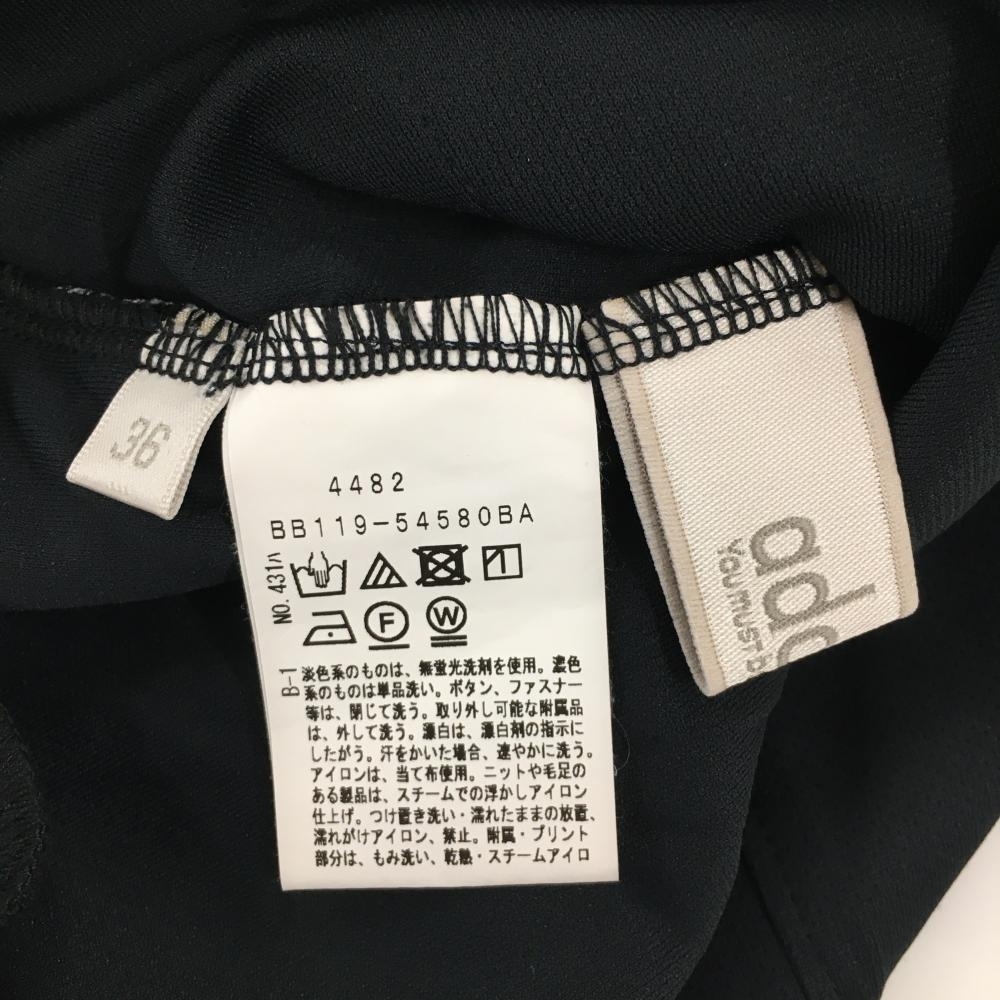 36
4482
BB119-54580BA
NO.431ハ
F
W
B-1
淡色系のものは、無蛍光洗剤を使用。濃色
系のものは単品洗い。ボタン、ファスナー
等は、閉じて洗う。取り外し可能な附属品
は、外して洗う。漂白は、漂白剤の指示に
したがう。汗をかいた場合、速やかに洗う。
アイロンは、当て布使用。ニットや毛足の
ある製品は、スチームでの浮かしアイロン
仕上げ。つけ置き洗い・濡れたままの放置、
濡れがけアイロン、禁止。附属・プリント
部分は、もみ洗い、乾熱・スチームアイロ